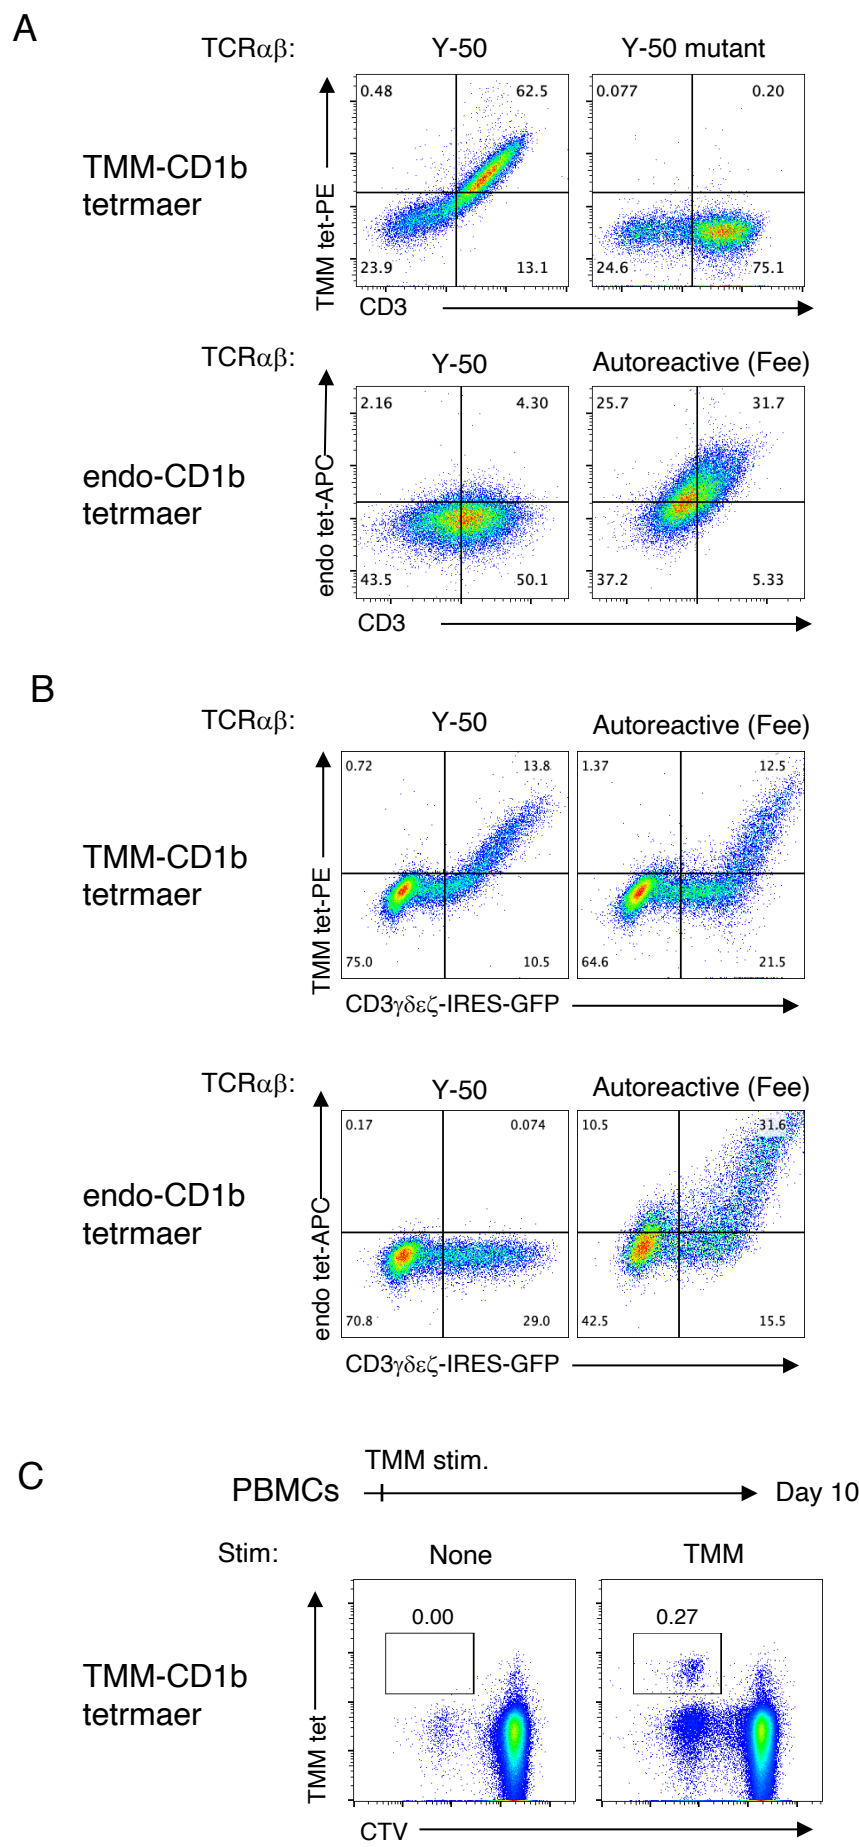 A
TCRαβ: Y-50 Y-50 mutant
0.48 62.5 0.077 0.20
TMM-CD1b
tetrmaer
TMM tet-PE
23.9 13.1 24.6 75.1
CD3
TCRαβ: Y-50 Autoreactive (Fee)
2.16 4.30 25.7 31.7
endo-CD1b
tetrmaer
endo tet-APC
43.5 50.1 37.2 5.33
CD3
B
TCRαβ: Y-50 Autoreactive (Fee)
0.72 13.8 1.37 12.5
TMM-CD1b
tetrmaer
TMM tet-PE
75.0 10.5 64.6 21.5
CD3γδεζ-IRES-GFP
TCRαβ: Y-50 Autoreactive (Fee)
0.17 0.074 10.5 31.6
endo-CD1b
tetrmaer
endo tet-APC
70.8 29.0 42.5 15.5
CD3γδεζ-IRES-GFP
C
TMM stim.
PBMCs Day 10
Stim: None TMM
0.00 0.27
TMM-CD1b
tetrmaer
TMM tet
CTV